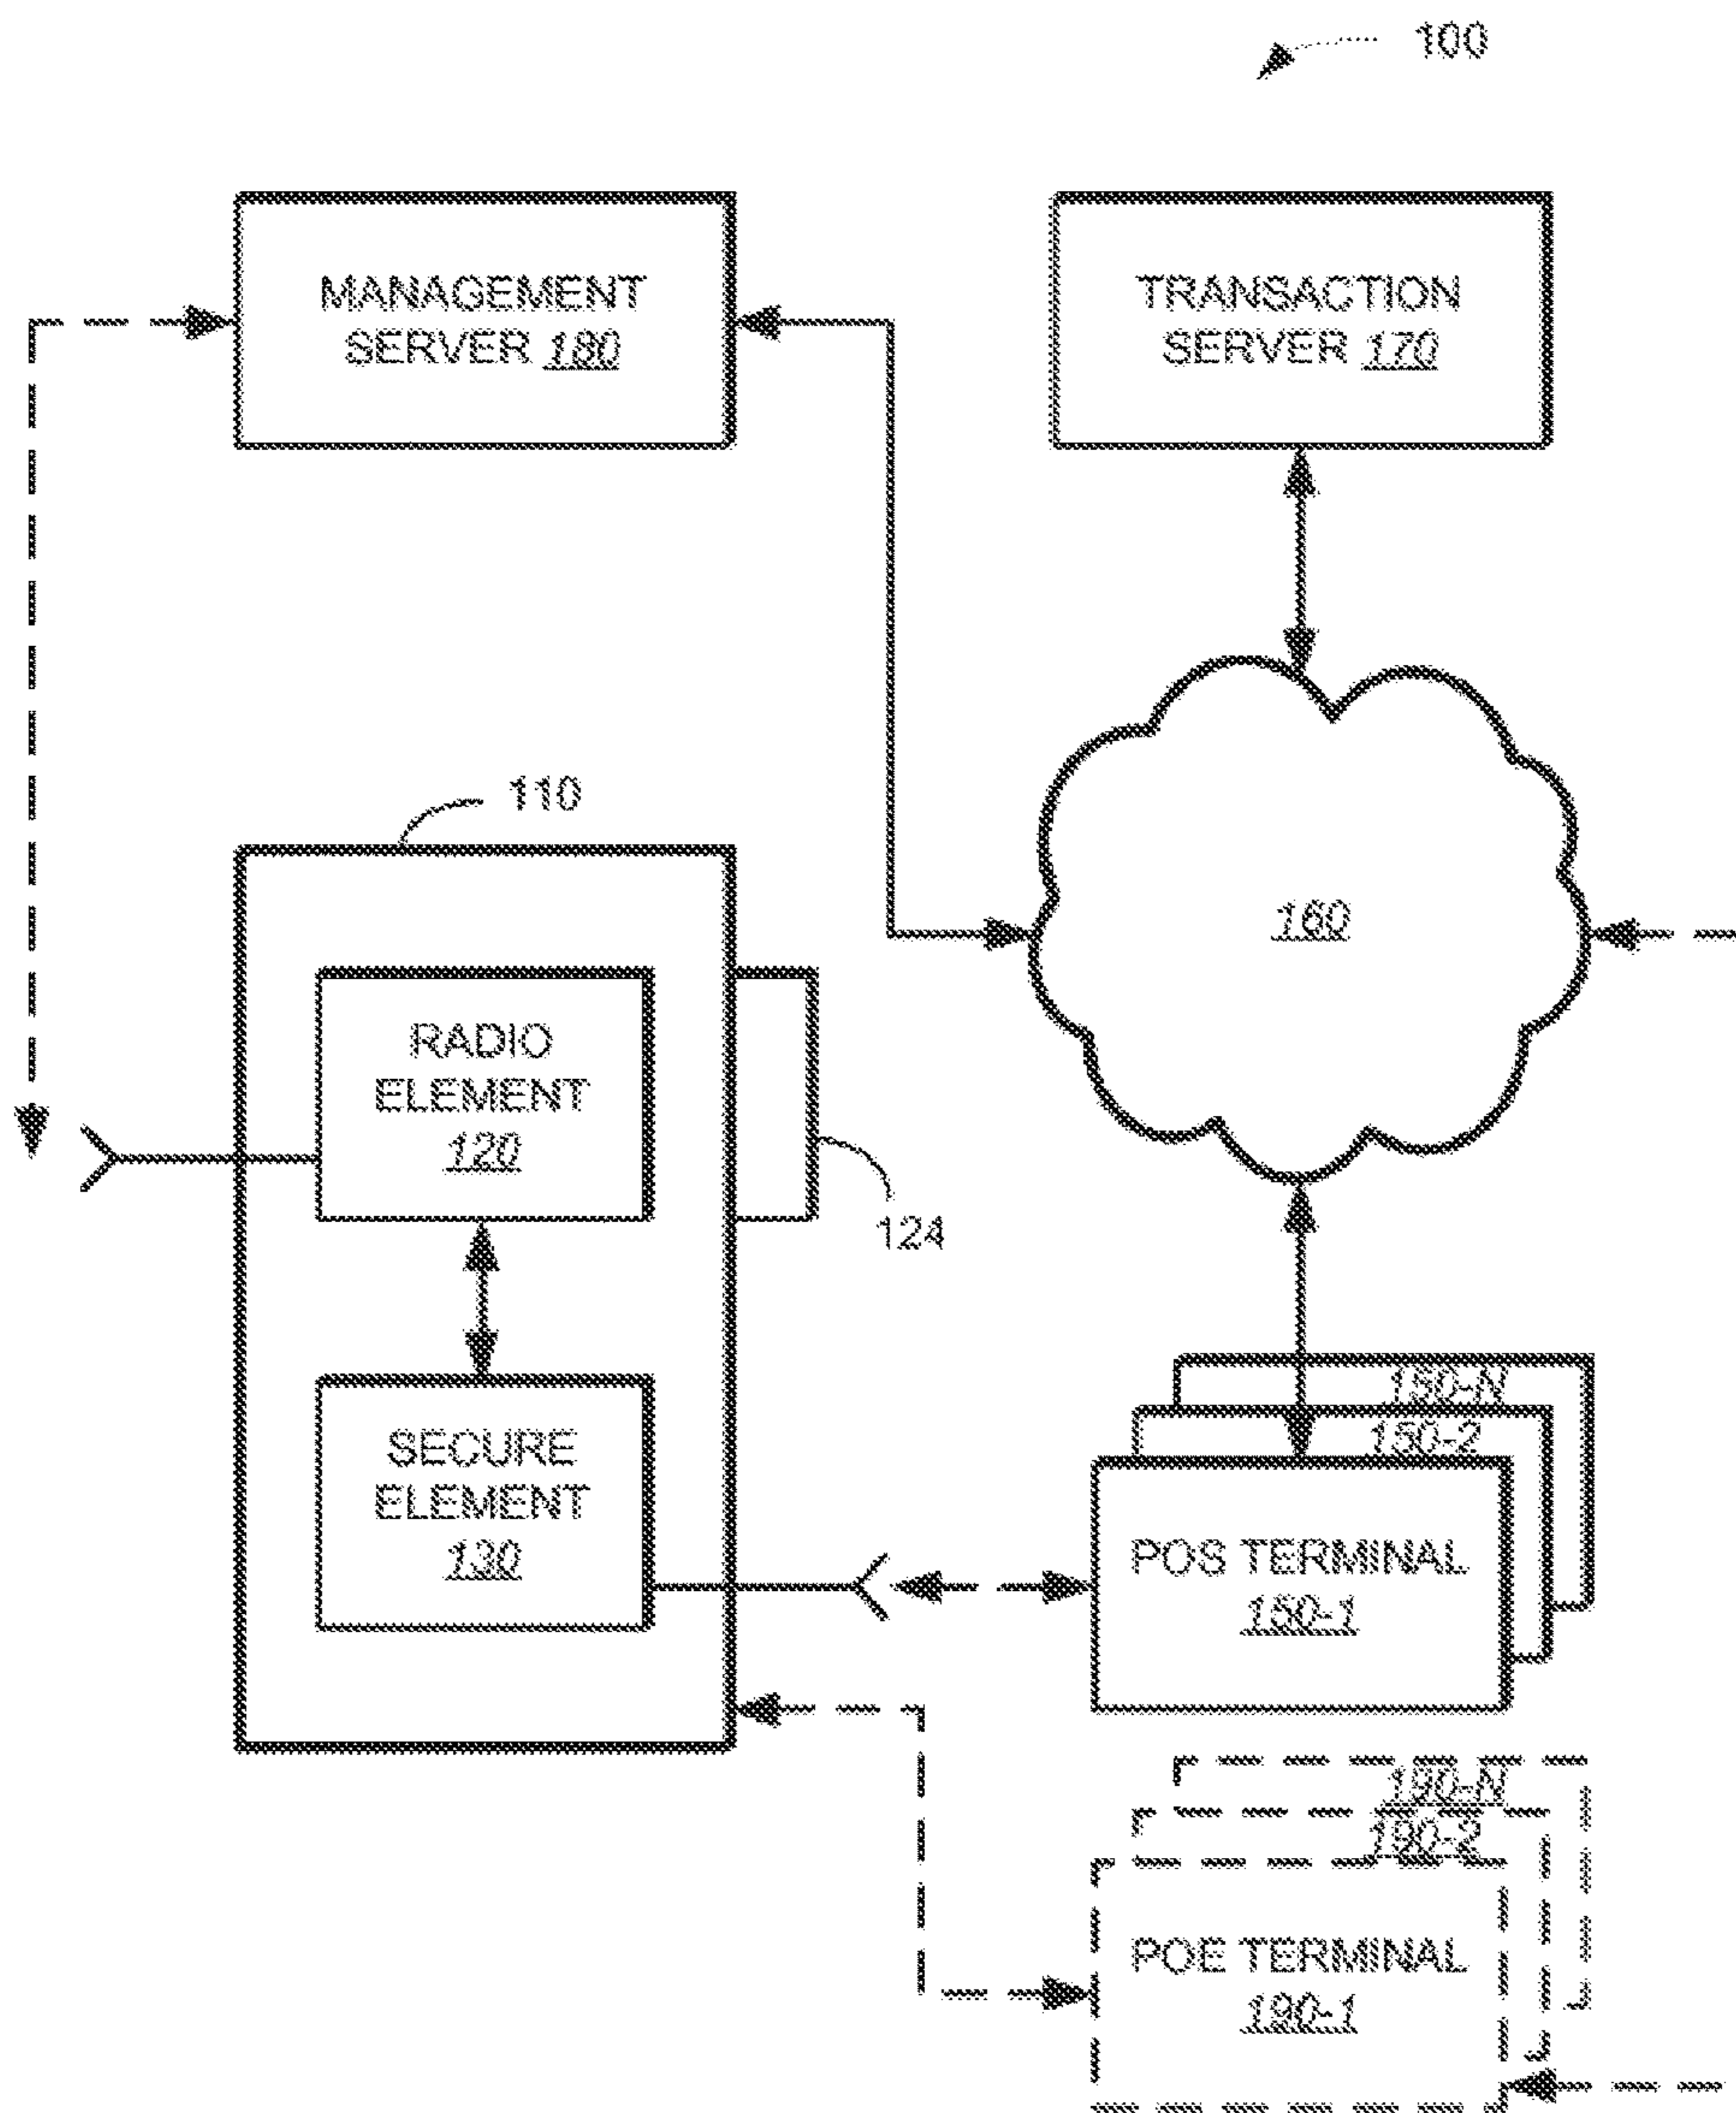 100
MANAGEMENT
SERVER 180
TRANSACTION
SERVER 170
110
160
RADIO
ELEMENT
120
124
SECURE
ELEMENT
130
150-N
150-2
POS TERMINAL
150-1
190-N
190-2
POE TERMINAL
190-1